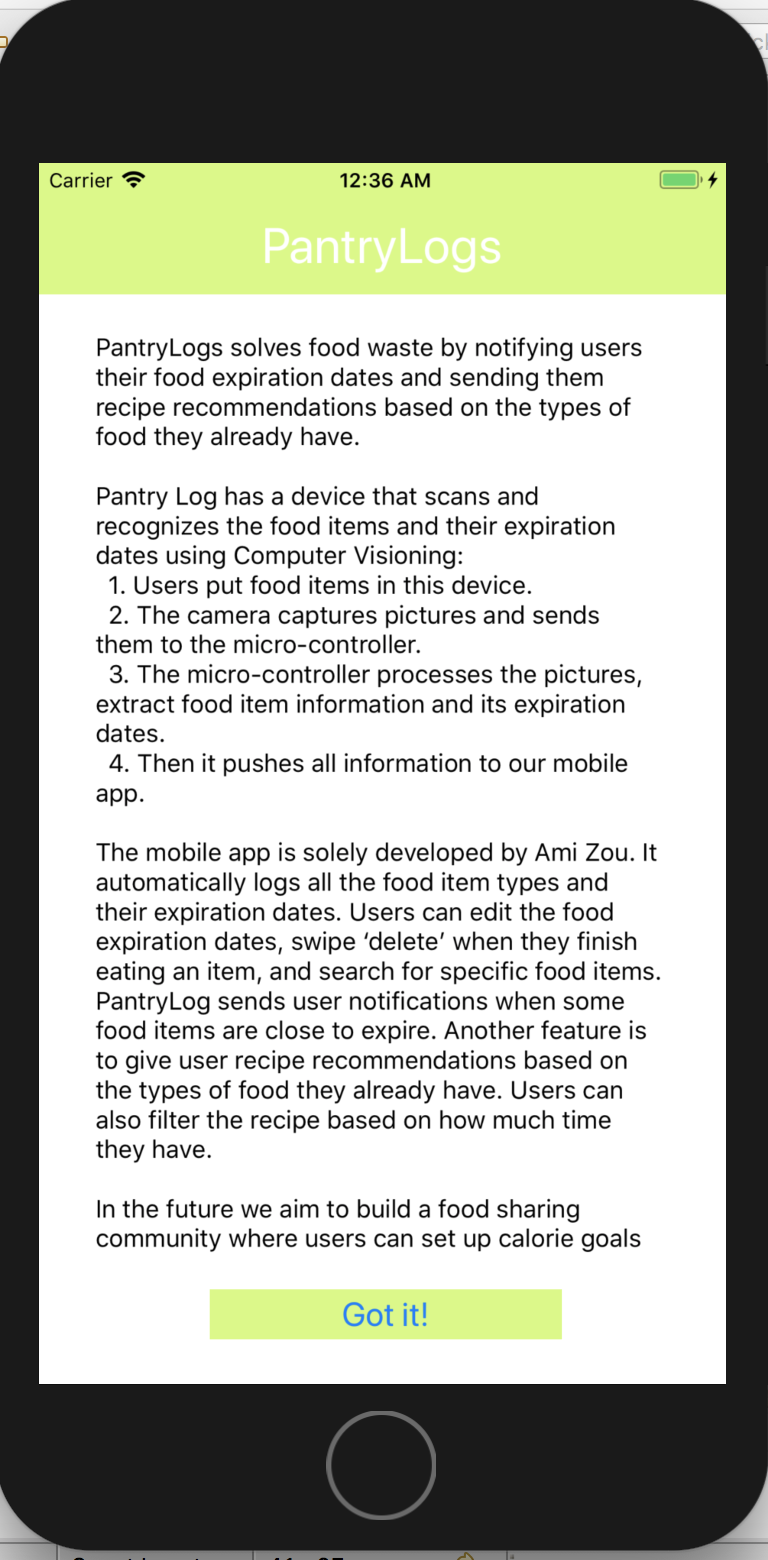 Carrier
12:36 AM
PantryLogs
PantryLogs solves food waste by notifying users
their food expiration dates and sending them
recipe recommendations based on the types of
food they already have.
Pantry Log has a device that scans and
recognizes the food items and their expiration
dates using Computer Visioning:
1. Users put food items in this device.
2. The camera captures pictures and sends
them to the micro-controller.
3. The micro-controller processes the pictures,
extract food item information and its expiration
dates.
4. Then it pushes all information to our mobile
app.
The mobile app is solely developed by Ami Zou. It
automatically logs all the food item types and
their expiration dates. Users can edit the food
expiration dates, swipe ‘delete’ when they finish
eating an item, and search for specific food items.
PantryLog sends user notifications when some
food items are close to expire. Another feature is
to give user recipe recommendations based on
the types of food they already have. Users can
also filter the recipe based on how much time
they have.
In the future we aim to build a food sharing
community where users can set up calorie goals
Got it!